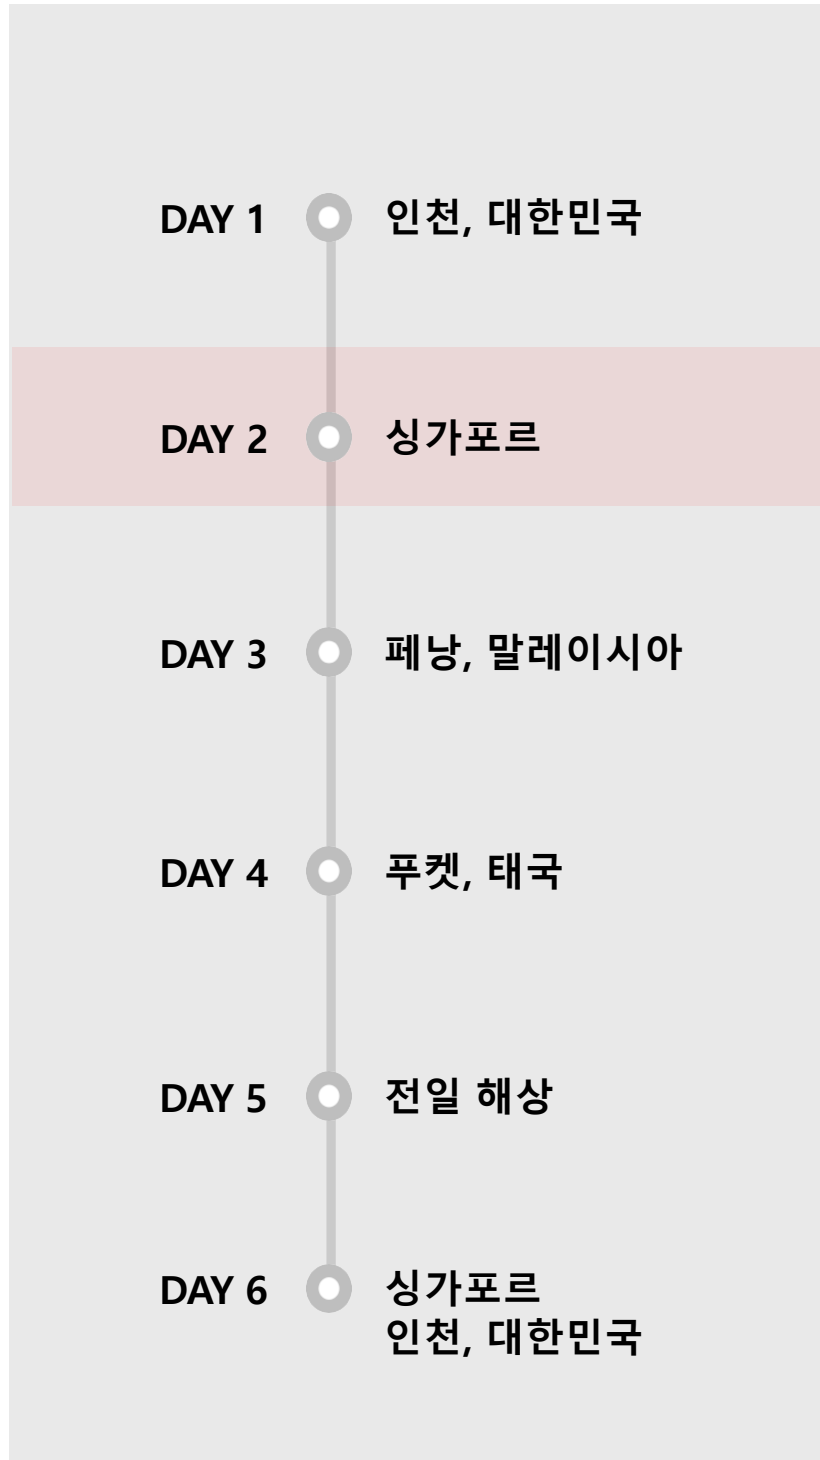 DAY 1 인천, 대한민국
DAY 2 싱가포르
DAY 3 페낭, 말레이시아
DAY 4 푸켓, 태국
DAY 5 전일 해상
DAY 6 싱가포르
인천, 대한민국